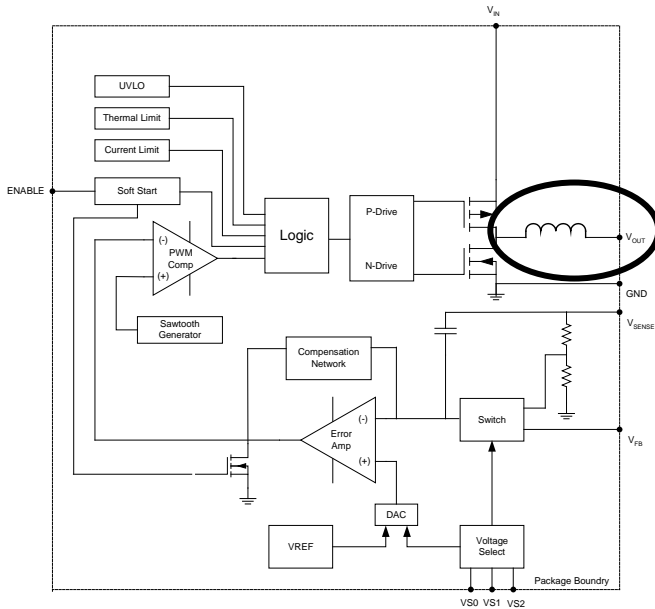 VIN
UVLO
Thermal Limit
Current Limit
ENABLE
Soft Start
Logic
P-Drive
N-Drive
(-)
PWM
Comp
(+)
Sawtooth
Generator
VOUT
GND
VSENSE
Compensation
Network
Switch
(-)
Error
Amp
(+)
VFB
DAC
VREF
Voltage
Select
Package Boundry
VS0 VS1 VS2